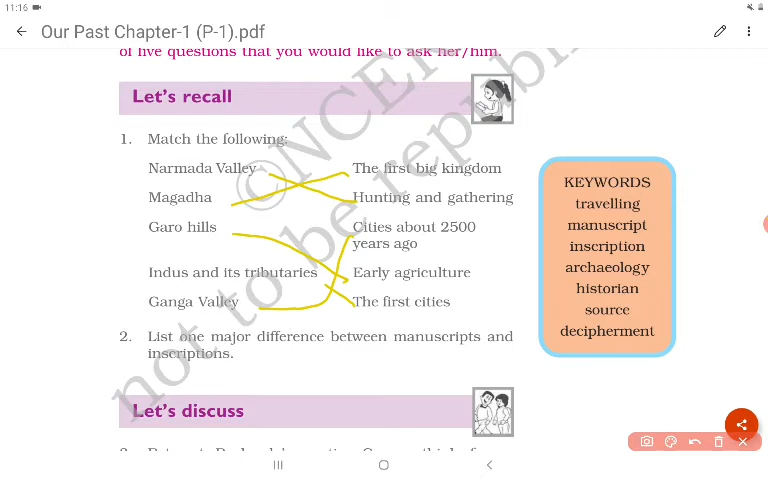 11:16
Our Past Chapter-1 (P-1).pdf
of five questions that you would like to ask her/him.
Let's recall
1. Match the following:
Narmada Valley The first big kingdom
Magadha Hunting and gathering
Garo hills Cities about 2500
years ago
Indus and its tributaries Early agriculture
Ganga Valley The first cities
2. List one major difference between manuscripts and
inscriptions.
Let's discuss
KEYWORDS
travelling
manuscript
inscription
archaeology
historian
source
decipherment
©NCER
not to be republi